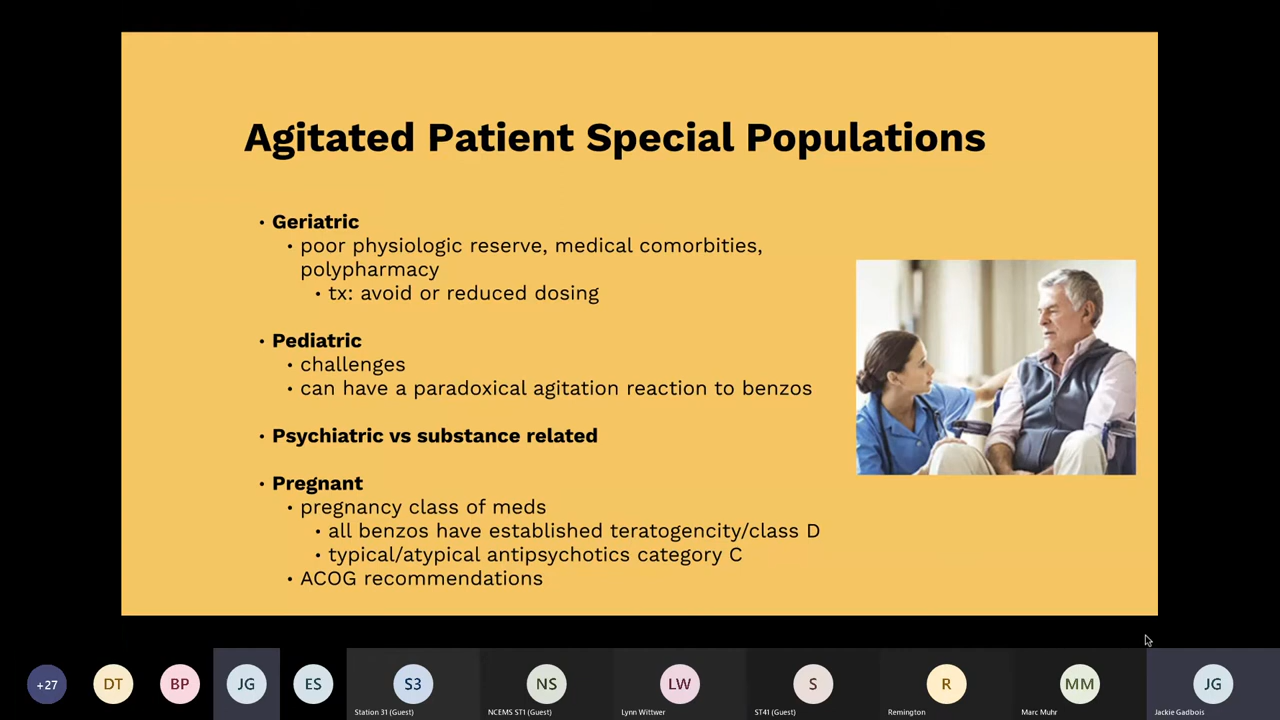 Agitated Patient Special Populations
• Geriatric
• poor physiologic reserve, medical comorbities,
polypharmacy
• tx: avoid or reduced dosing
• Pediatric
• challenges
• can have a paradoxical agitation reaction to benzos
• Psychiatric vs substance related
• Pregnant
• pregnancy class of meds
• all benzos have established teratogencity/class D
• typical/atypical antipsychotics category C
• ACOG recommendations
+27
DT
BP
JG
ES
S3
NS
LW
S
R
MM
JG
Station 31 (Guest)
NCEMS ST1 (Guest)
Lynn Wittwer
ST41 (Guest)
Remington
Marc Muhr
Jackie Gadbois